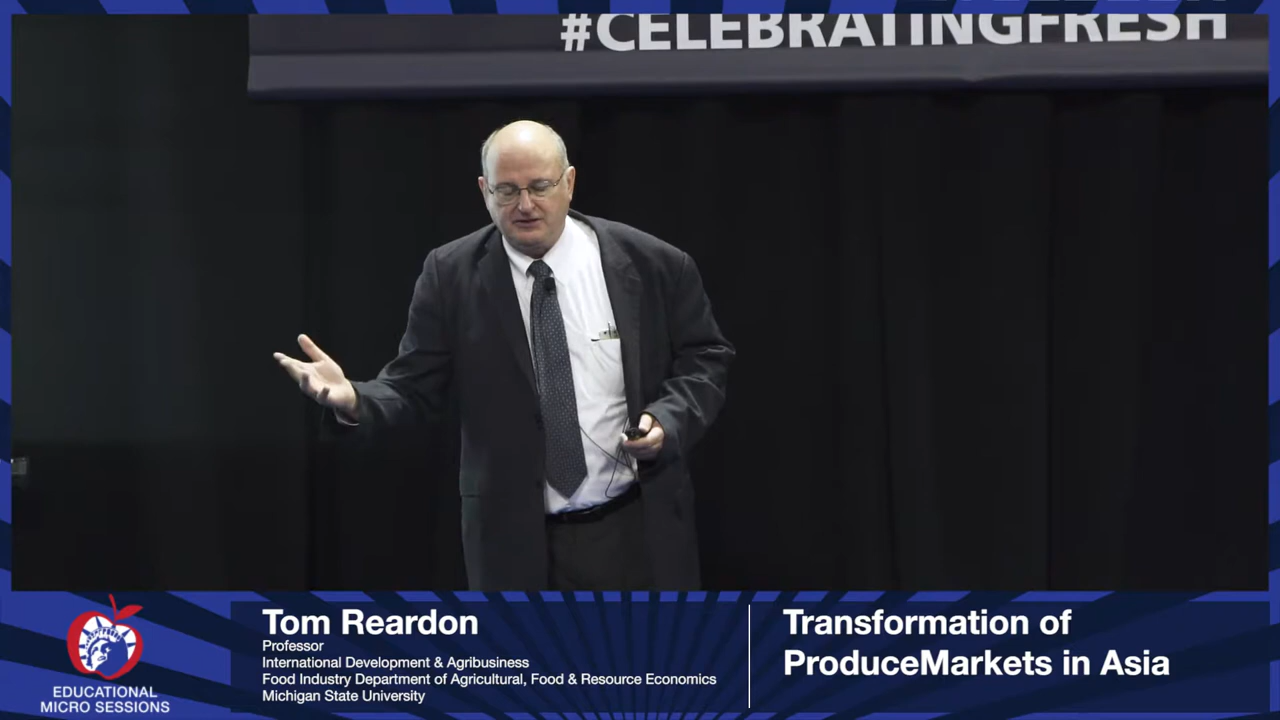 #CELEBRATINGFRESH
Tom Reardon
Professor
International Development & Agribusiness
Food Industry Department of Agricultural, Food & Resource Economics
Michigan State University
Transformation of
ProduceMarkets in Asia
EDUCATIONAL
MICRO SESSIONS